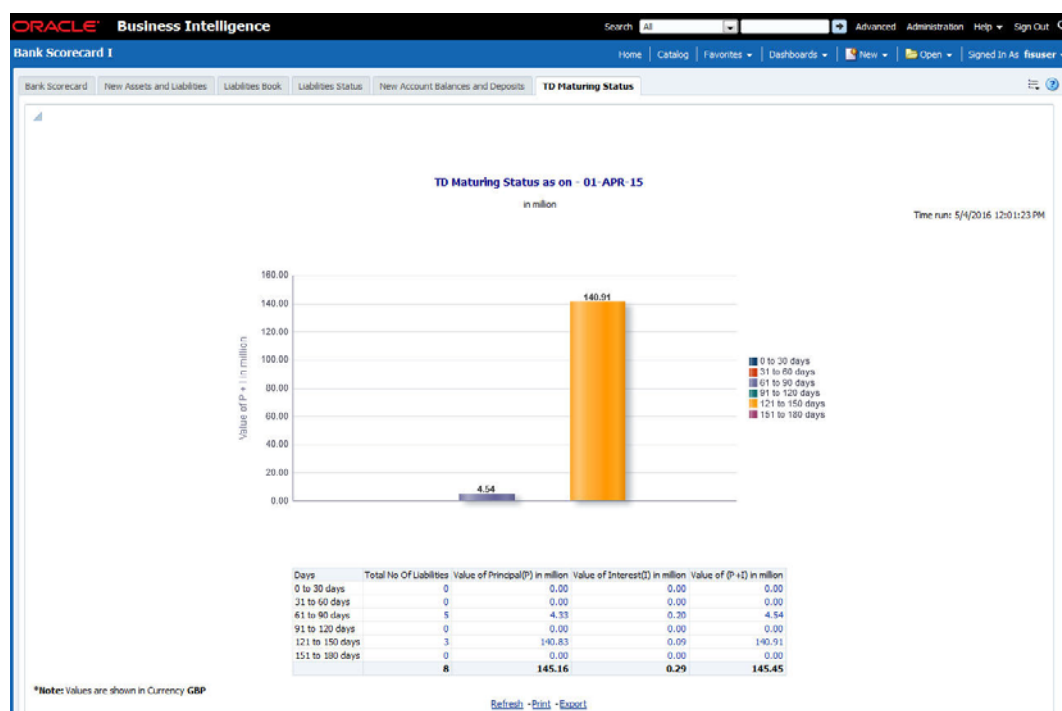 ORACLE® Business Intelligence Search All Advanced Administration Help Sign Out
Bank Scorecard I Home Catalog Favorites Dashboards New Open Signed In As fisuser
Bank Scorecard New Assets and Liabilities Liabilities Book Liabilities Status New Account Balances and Deposits TD Maturing Status
TD Maturing Status as on - 01-APR-15
in million
Time run: 5/4/2016 12:01:23 PM
Value of P + I in million
160.00
140.00
120.00
100.00
80.00
60.00
40.00
20.00
0.00
4.54
140.91
0 to 30 days
31 to 60 days
61 to 90 days
91 to 120 days
121 to 150 days
151 to 180 days
Days Total No Of Liabilities Value of Principal(P) in million Value of Interest(I) in million Value of (P +I) in million
0 to 30 days 0 0.00 0.00 0.00
31 to 60 days 0 0.00 0.00 0.00
61 to 90 days 5 4.33 0.20 4.54
91 to 120 days 0 0.00 0.00 0.00
121 to 150 days 3 140.83 0.09 140.91
151 to 180 days 0 0.00 0.00 0.00
8 145.16 0.29 145.45
*Note: Values are shown in Currency GBP
Refresh - Print - Export